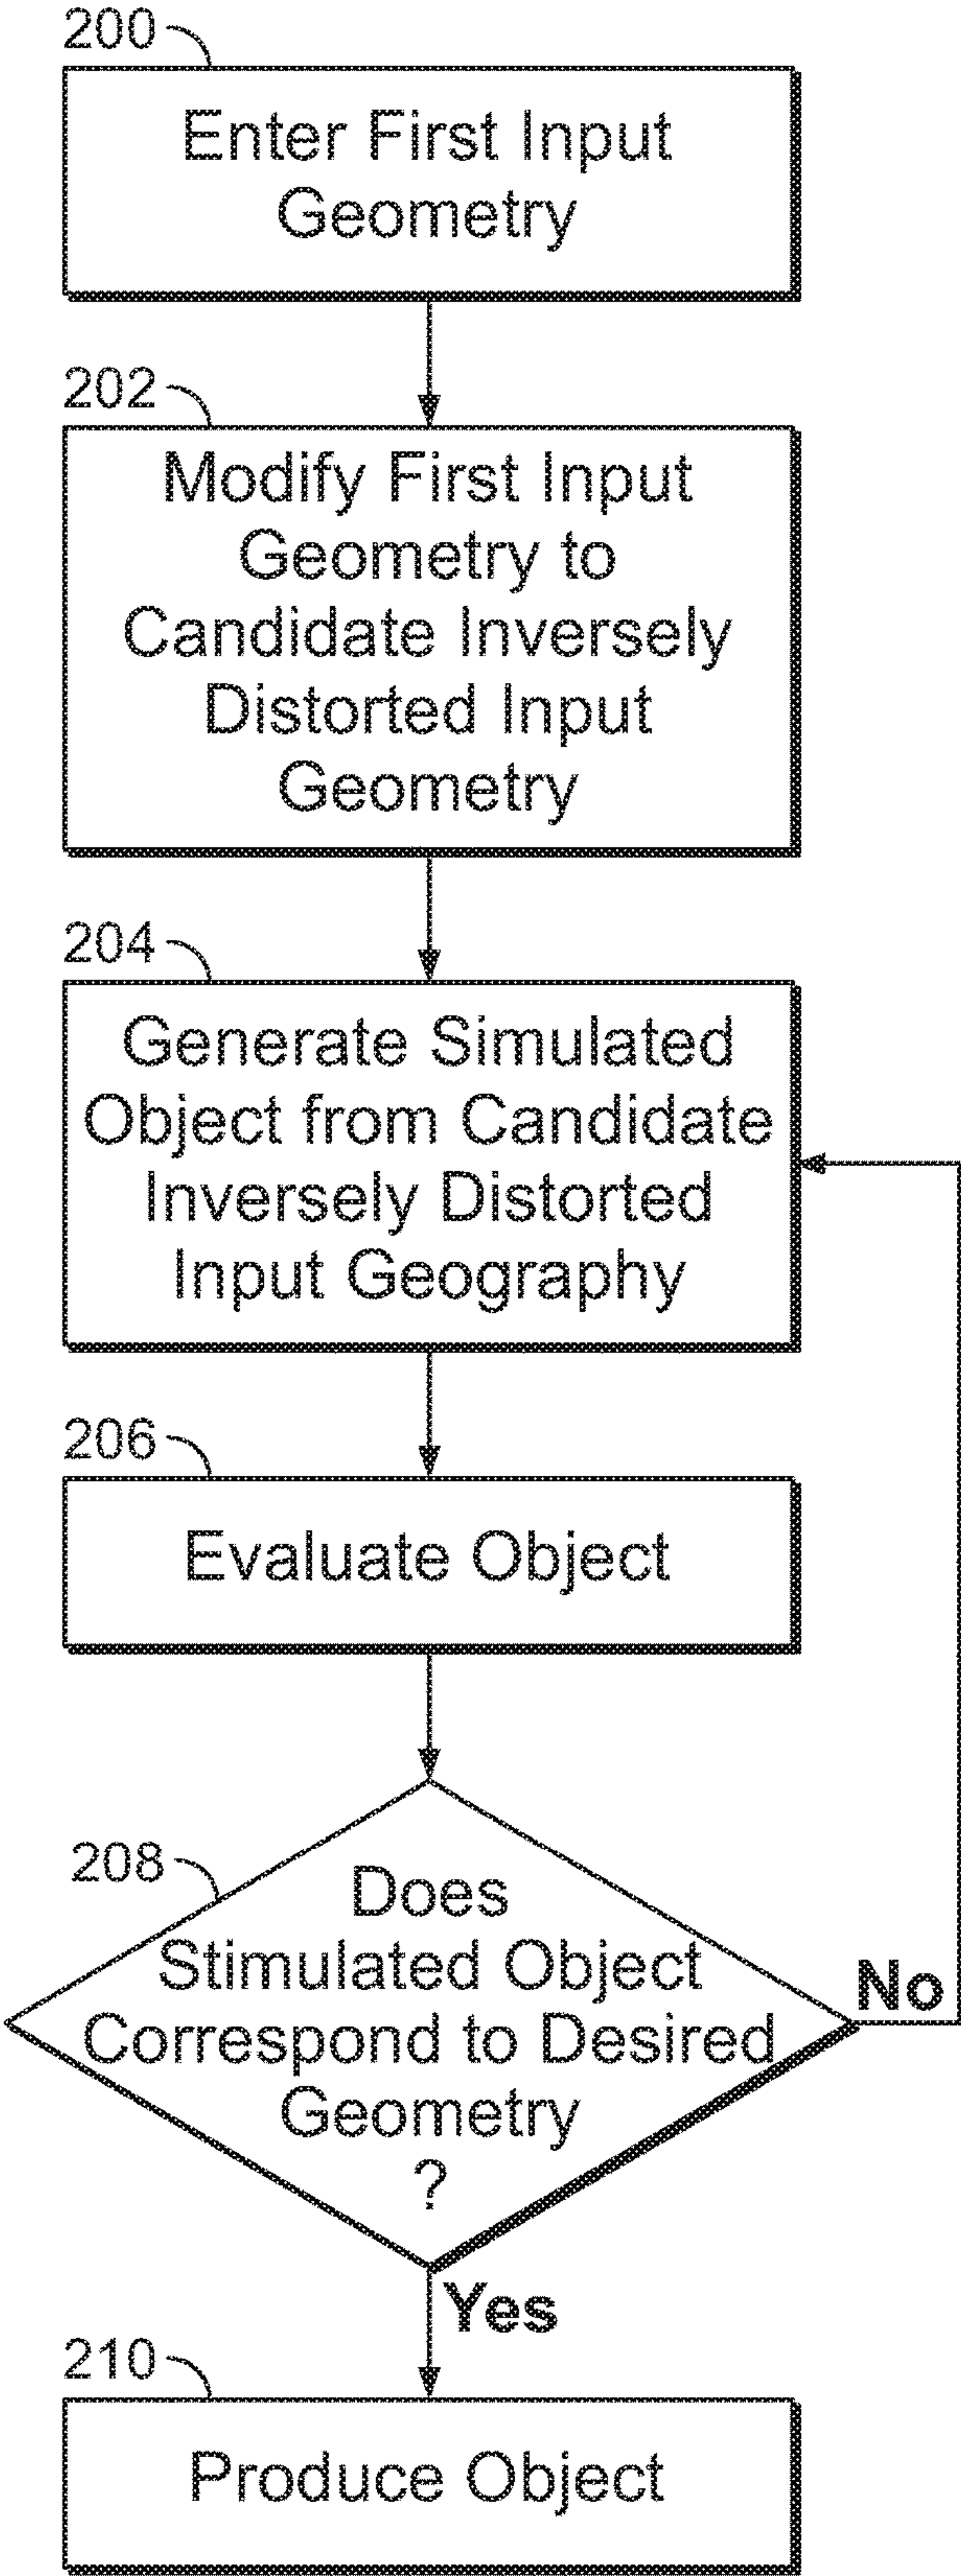 200
Enter First Input
Geometry
202
Modify First Input
Geometry to
Candidate Inversely
Distorted Input
Geometry
204
Generate Simulated
Object from Candidate
Inversely Distorted
Input Geography
206
Evaluate Object
208
Does
Stimulated Object
Correspond to Desired
Geometry
?
No
Yes
210
Produce Object